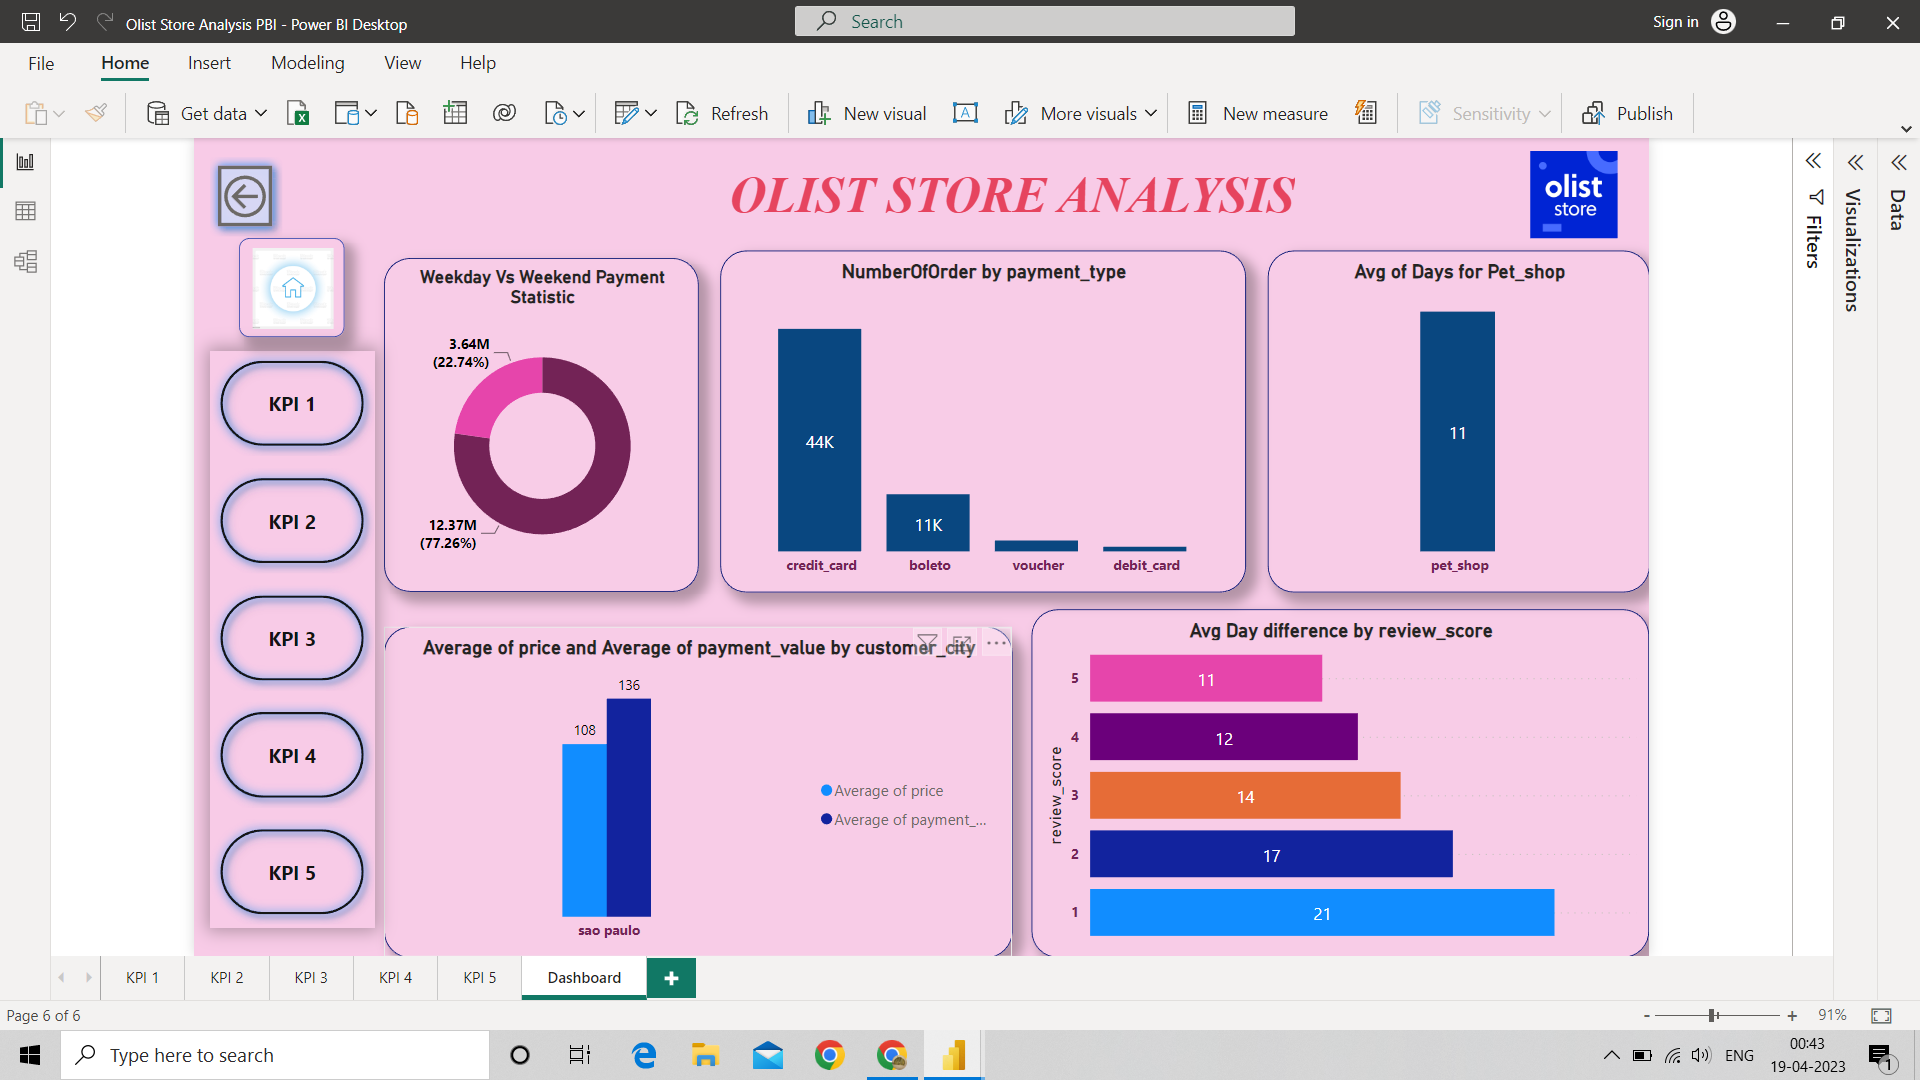 Olist Store Analysis PBI - Power BI Desktop
Search
Sign in
File
Home
Insert
Modeling
View
Help
Get data
Refresh
New visual
More visuals
New measure
Sensitivity
Publish
OLIST STORE ANALYSIS
olist
store
KPI 1
KPI 2
KPI 3
KPI 4
KPI 5
Weekday Vs Weekend Payment
Statistic
3.64M
(22.74%)
12.37M
(77.26%)
NumberOfOrder by payment_type
44K
11K
credit_card
boleto
voucher
debit_card
Avg of Days for Pet_shop
11
pet_shop
Average of price and Average of payment_value by customer_city
136
108
sao paulo
Average of price
Average of payment_...
Avg Day difference by review_score
review_score
5
11
4
12
3
14
2
17
1
21
Filters
Visualizations
Data
KPI 1
KPI 2
KPI 3
KPI 4
KPI 5
Dashboard
+
Page 6 of 6
- + 91%
Type here to search
ENG
00:43
19-04-2023
1